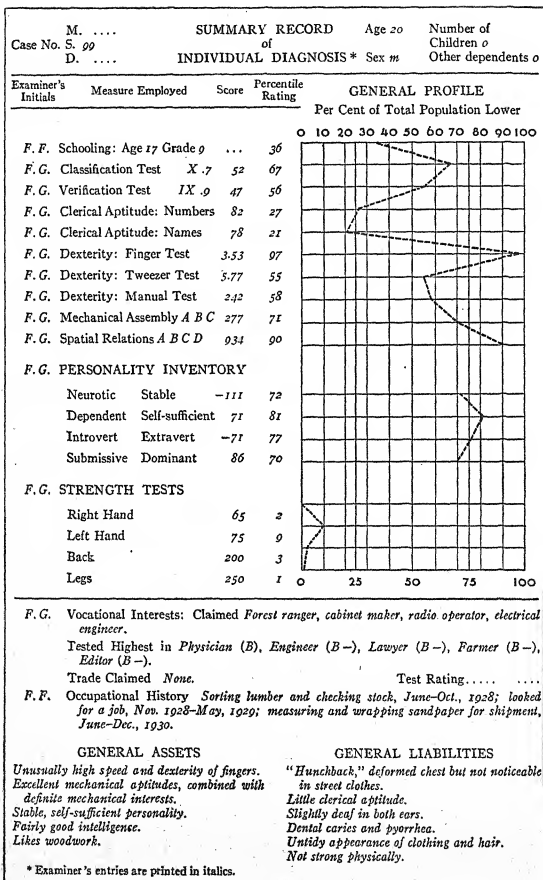 M. .... SUMMARY RECORD Age 20 Number of
Case No. S. 99 of Children 0
D. .... INDIVIDUAL DIAGNOSIS * Sex m Other dependents 0
Examiner's Initials Measure Employed Score Percentile Rating GENERAL PROFILE
Per Cent of Total Population Lower
0 10 20 30 40 50 60 70 80 90 100
F. F. Schooling: Age 17 Grade 9 ... 36
F. G. Classification Test X .7 52 67
F. G. Verification Test IX .9 47 56
F. G. Clerical Aptitude: Numbers 82 27
F. G. Clerical Aptitude: Names 78 21
F. G. Dexterity: Finger Test 3.53 97
F. G. Dexterity: Tweezer Test 5.77 55
F. G. Dexterity: Manual Test 242 58
F. G. Mechanical Assembly A B C 277 71
F. G. Spatial Relations A B C D 934 90
F. G. PERSONALITY INVENTORY
Neurotic Stable -111 72
Dependent Self-sufficient 71 81
Introvert Extravert -71 77
Submissive Dominant 86 70
F. G. STRENGTH TESTS
Right Hand 65 2
Left Hand 75 9
Back 200 3
Legs 250 1
0 25 50 75 100
F. G. Vocational Interests: Claimed Forest ranger, cabinet maker, radio operator, electrical
engineer.
Tested Highest in Physician (B), Engineer (B-), Lawyer (B-), Farmer (B-),
Editor (B-).
Trade Claimed None. Test Rating..... ....
F. F. Occupational History Sorting lumber and checking stock, June-Oct., 1928; looked
for a job, Nov. 1928-May, 1929; measuring and wrapping sandpaper for shipment,
June-Dec., 1930.
GENERAL ASSETS
Unusually high speed and dexterity of fingers.
Excellent mechanical aptitudes, combined with
definite mechanical interests.
Stable, self-sufficient personality.
Fairly good intelligense.
Likes woodwork.
GENERAL LIABILITIES
"Hunchback," deformed chest but not noticeable
in street clothes.
Little clerical aptitude.
Slightly deaf in both ears.
Dental caries and pyorrhea.
Untidy appearance of clothing and hair.
Not strong physically.
* Examiner's entries are printed in italics.